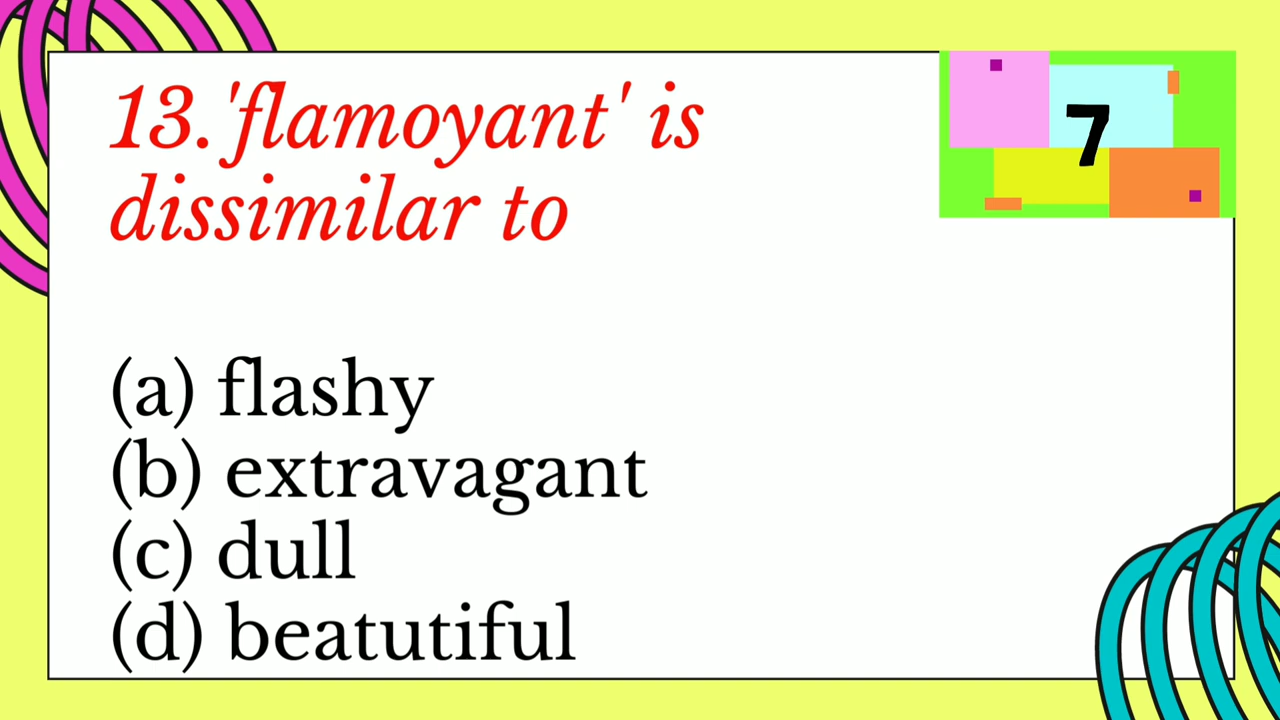 13. 'flamoyant' is
dissimilar to
7
(a) flashy
(b) extravagant
(c) dull
(d) beatutiful